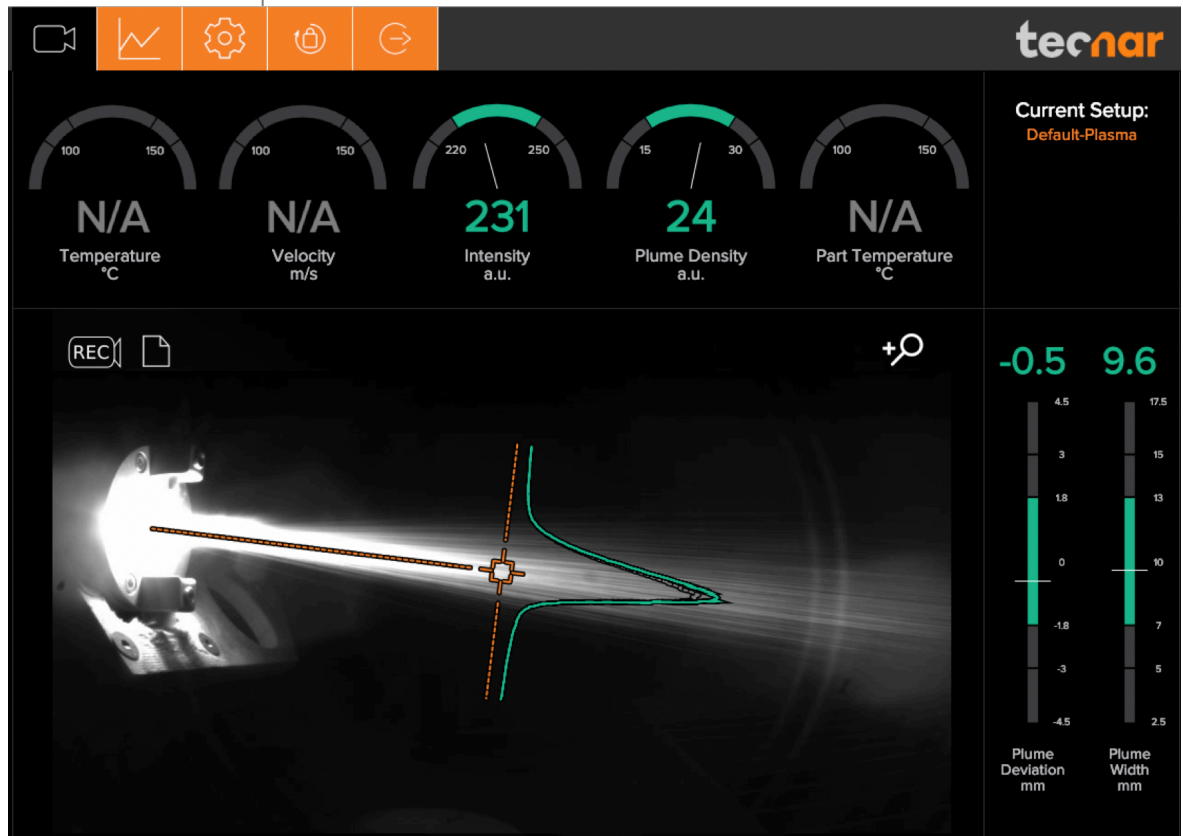 tecnar
Current Setup:
Default-Plasma
100 150
N/A
Temperature
°C
100 150
N/A
Velocity
m/s
220 250
231
Intensity
a.u.
15 30
24
Plume Density
a.u.
100 150
N/A
Part Temperature
°C
REC
+
-0.5
4.5
3
1.8
0
-1.8
-3
-4.5
Plume
Deviation
mm
9.6
17.5
15
13
10
7
5
2.5
Plume
Width
mm